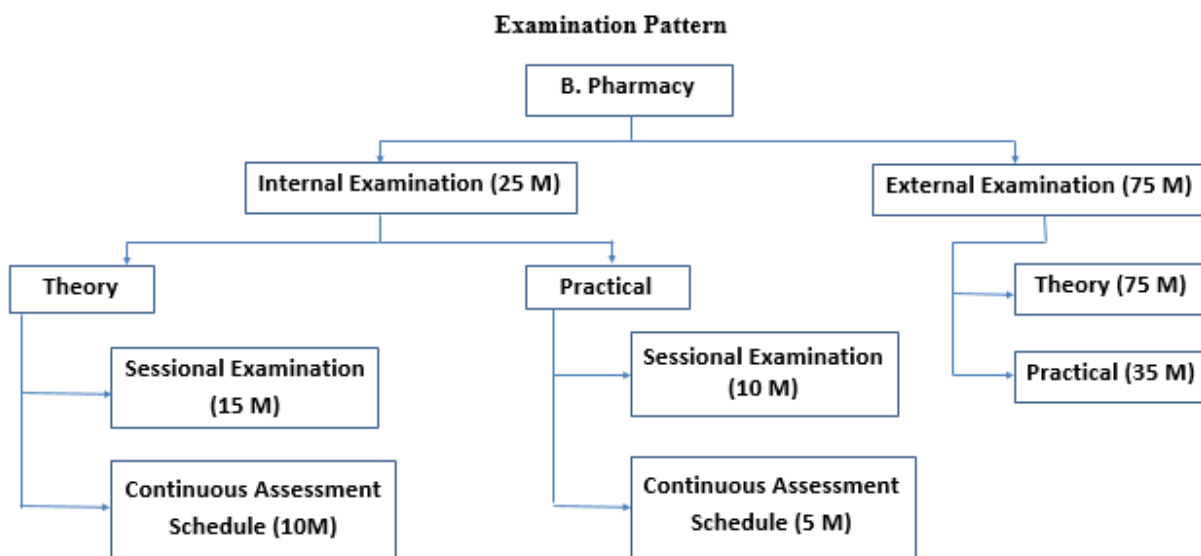 Examination Pattern
B. Pharmacy
Internal Examination (25 M)
External Examination (75 M)
Theory
Practical
Theory (75 M)
Sessional Examination
(15 M)
Sessional Examination
(10 M)
Practical (35 M)
Continuous Assessment
Schedule (10M)
Continuous Assessment
Schedule (5 M)